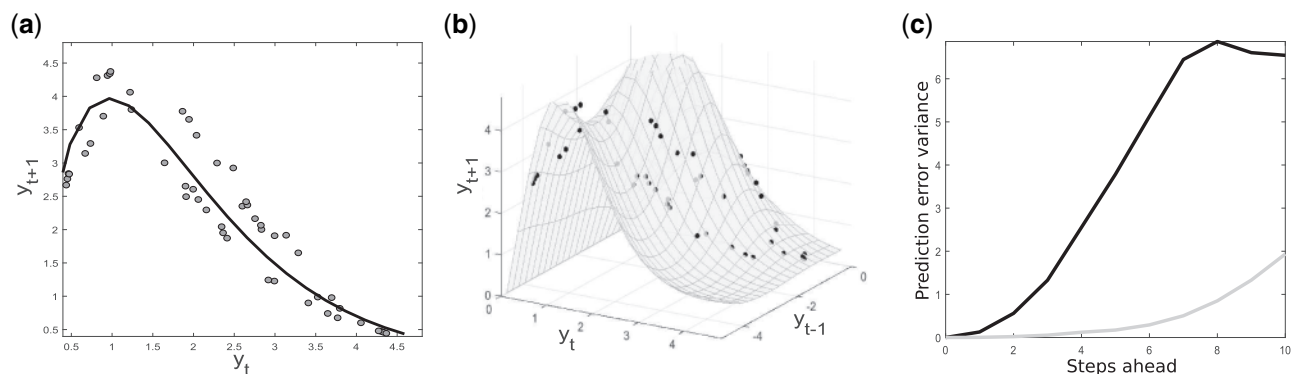 (a)
4.5
4
3.5
3
2.5
2
1.5
1
0.5
y_{t+1}
0.5 1 1.5 2 2.5 3 3.5 4 4.5
y_t
(b)
4
3
2
1
0
y_{t+1}
0 1 2 3 4
y_t
-4 -2 0
y_{t-1}
(c)
6
5
4
3
2
1
0
Prediction error variance
0 2 4 6 8 10
Steps ahead